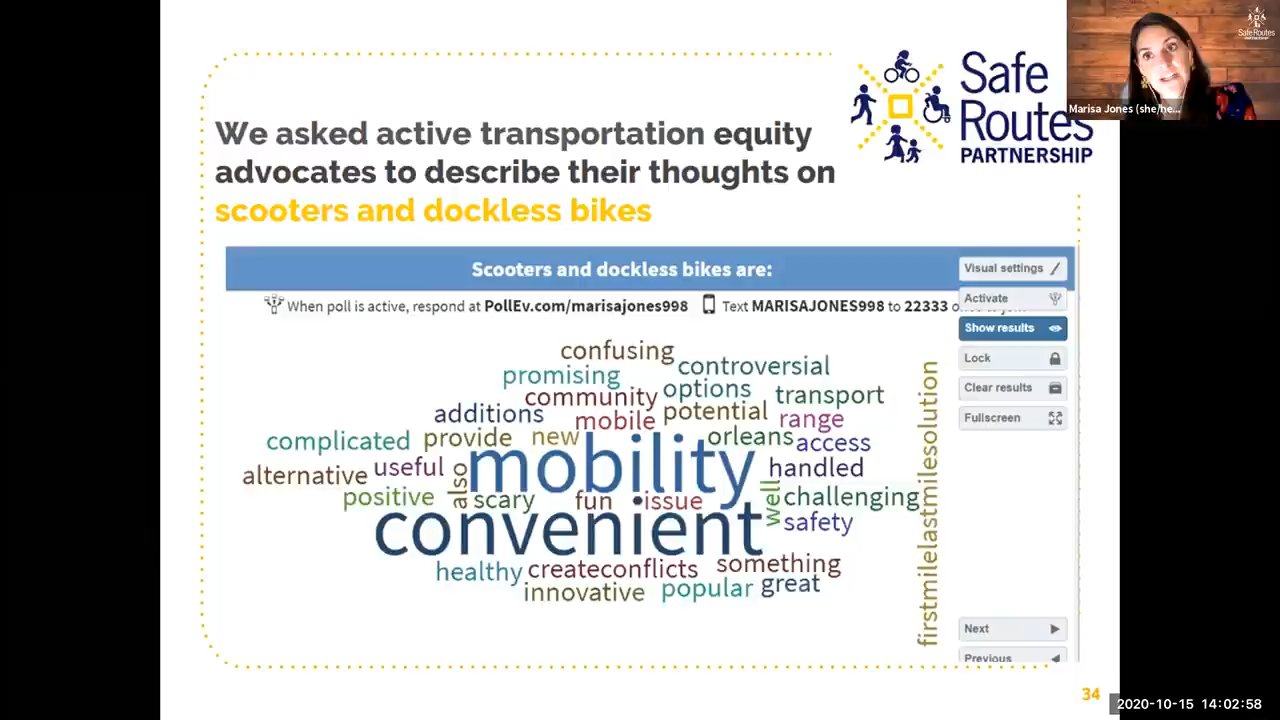 We asked active transportation equity
advocates to describe their thoughts on
scooters and dockless bikes
Safe
Routes
PARTNERSHIP
Safe Routes
PARTNERSHIP
Marisa Jones (she/he...
Scooters and dockless bikes are:
When poll is active, respond at PollEv.com/marisajones998
Text MARISAJONES998 to 22333
Visual settings
Activate
Show results
Lock
Clear results
Fullscreen
Next
Previous
confusing
controversial
promising
options
community
transport
additions
mobile
potential
range
complicated
provide
new
orleans
access
alternative
useful
also
mobility
handled
positive
scary
fun
issue
well
challenging
convenient
safety
healthy
createconflicts
something
innovative
popular
great
firstmilelastmilesolution
34
2020-10-15 14:02:58